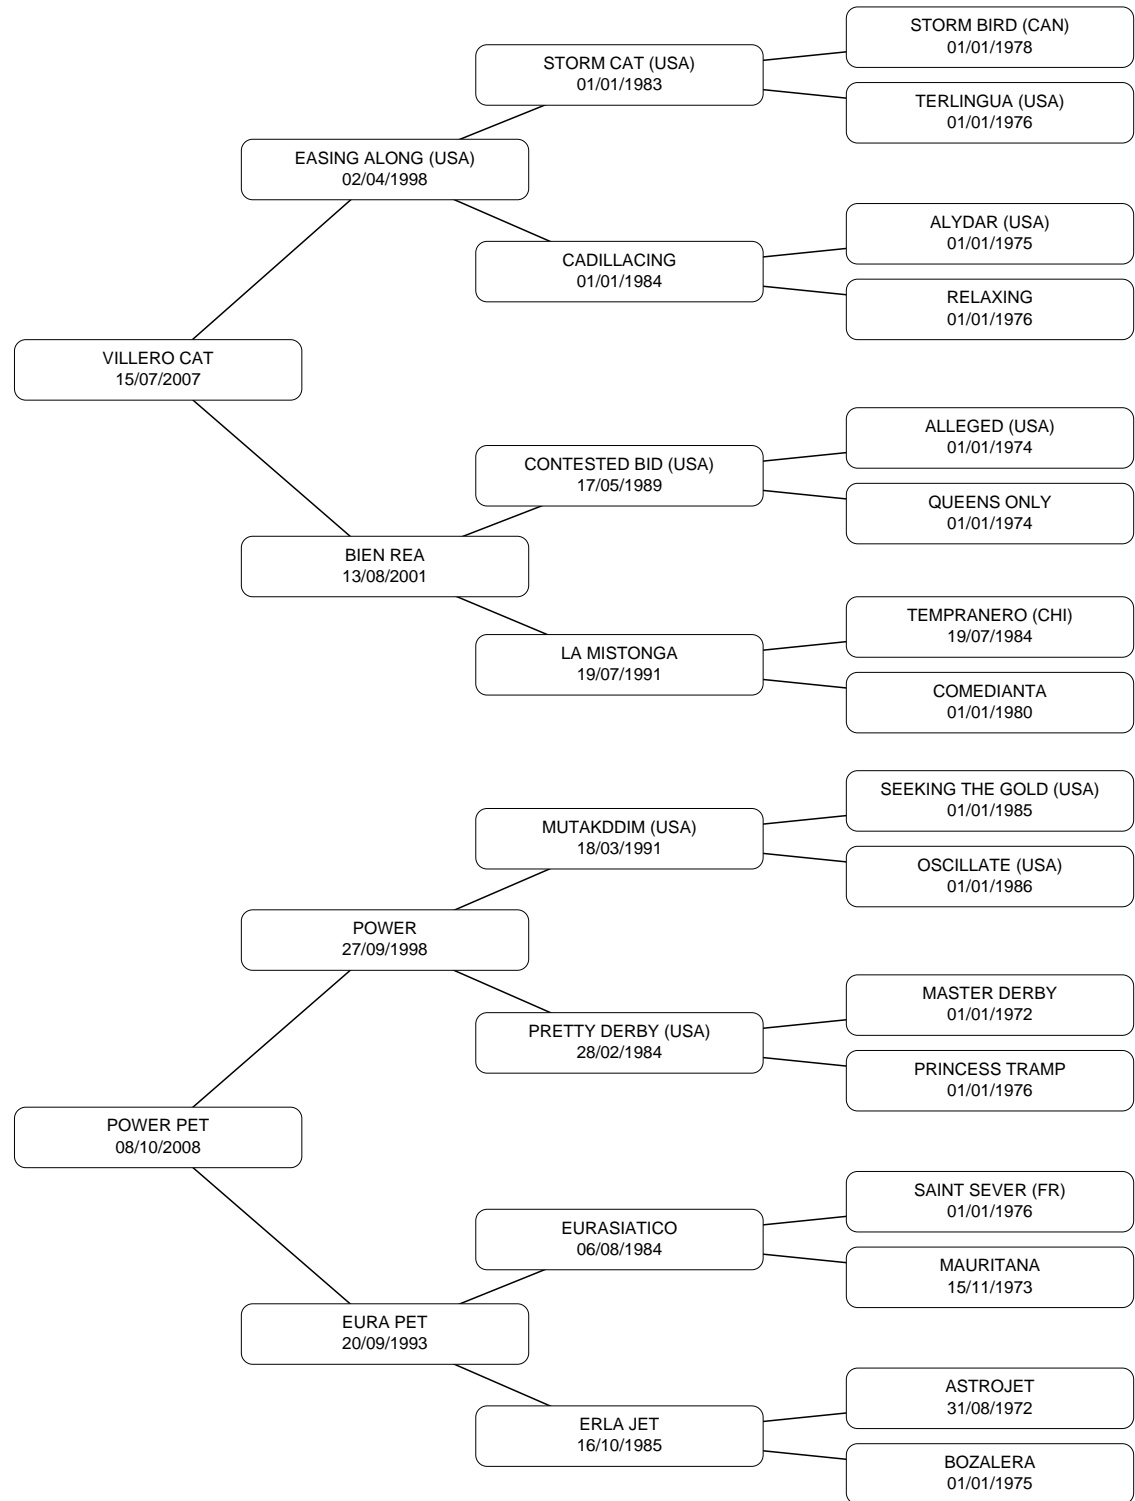 STORM BIRD (CAN)
01/01/1978
STORM CAT (USA)
01/01/1983
TERLINGUA (USA)
01/01/1976
EASING ALONG (USA)
02/04/1998
ALYDAR (USA)
01/01/1975
CADILLACING
01/01/1984
RELAXING
01/01/1976
VILLERO CAT
15/07/2007
ALLEGED (USA)
01/01/1974
CONTESTED BID (USA)
17/05/1989
QUEENS ONLY
01/01/1974
BIEN REA
13/08/2001
TEMPRANERO (CHI)
19/07/1984
LA MISTONGA
19/07/1991
COMEDIANTA
01/01/1980
SEEKING THE GOLD (USA)
01/01/1985
MUTAKDDIM (USA)
18/03/1991
OSCILLATE (USA)
01/01/1986
POWER
27/09/1998
MASTER DERBY
01/01/1972
PRETTY DERBY (USA)
28/02/1984
PRINCESS TRAMP
01/01/1976
POWER PET
08/10/2008
SAINT SEVER (FR)
01/01/1976
EURASIATICO
06/08/1984
MAURITANA
15/11/1973
EURA PET
20/09/1993
ASTROJET
31/08/1972
ERLA JET
16/10/1985
BOZALERA
01/01/1975